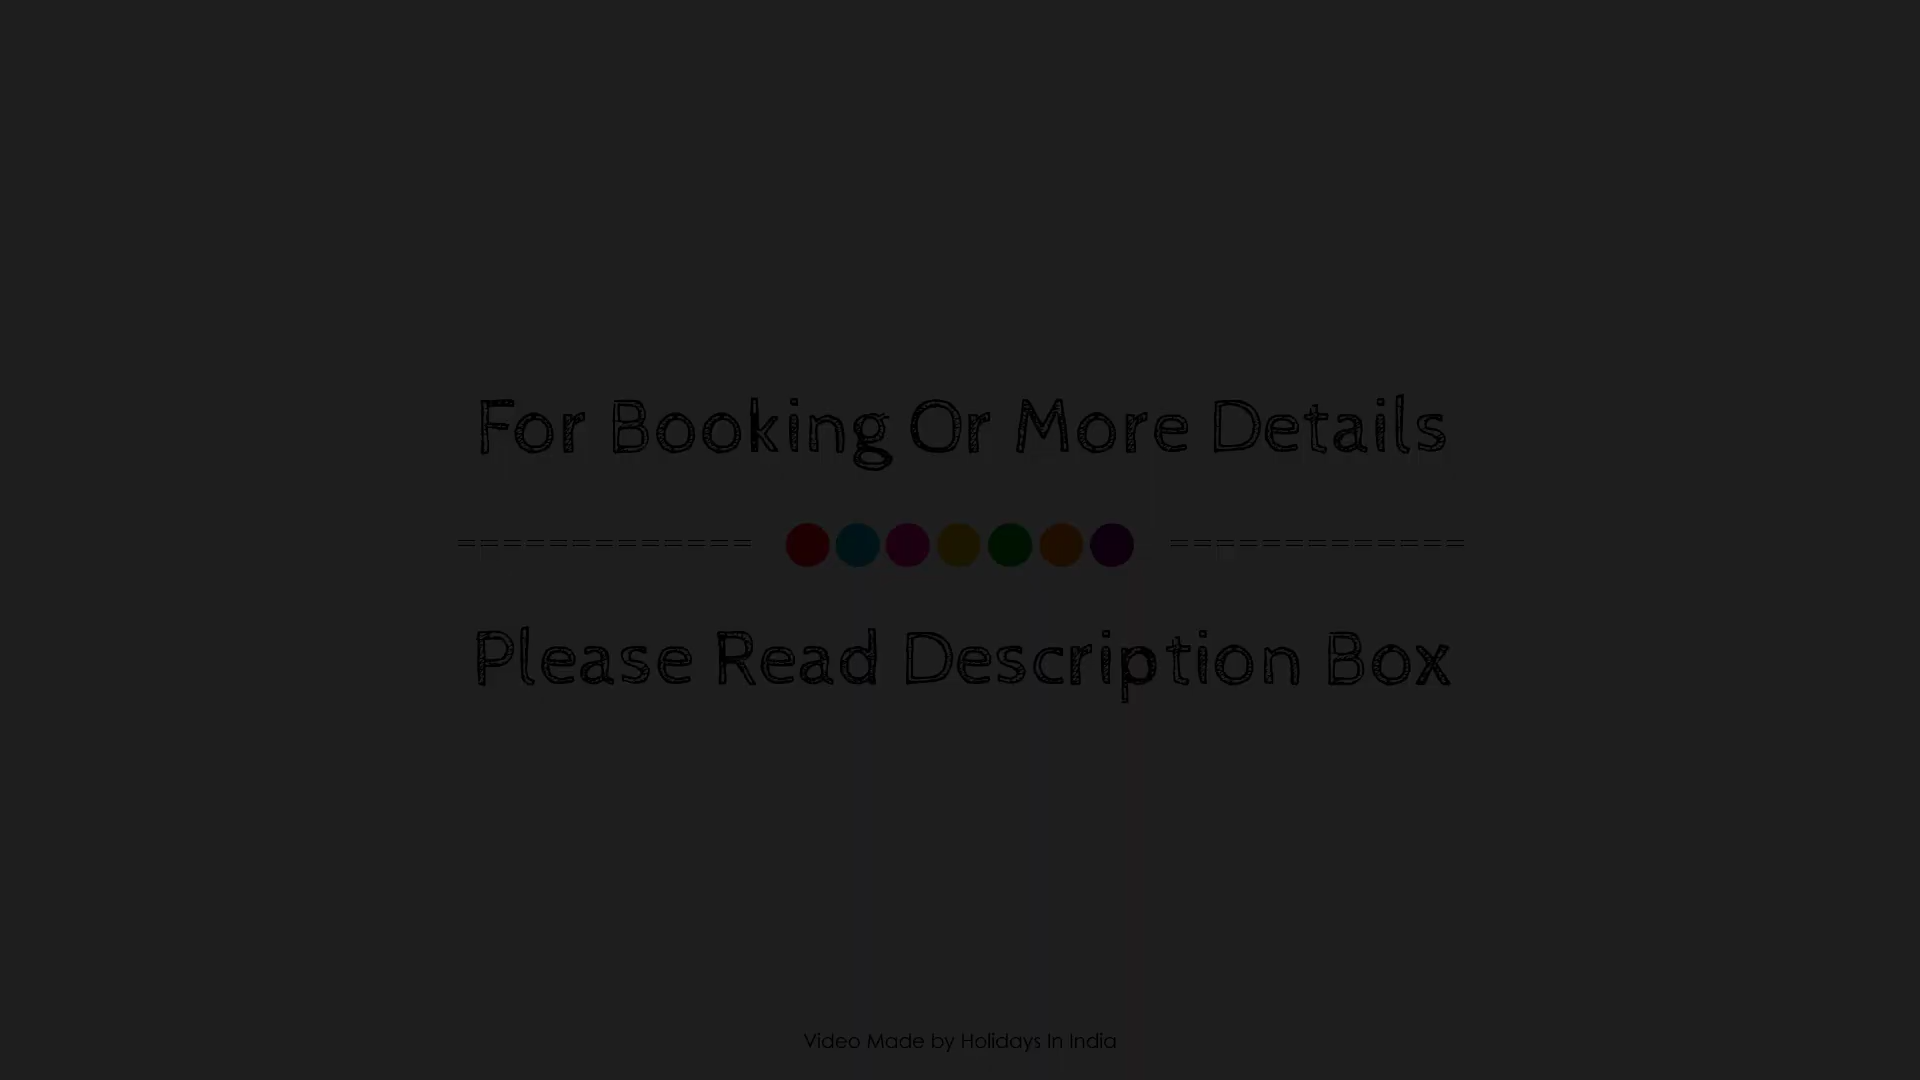 For Booking Or More Details
============= =============
Please Read Description Box
Video Made by Holidays In India